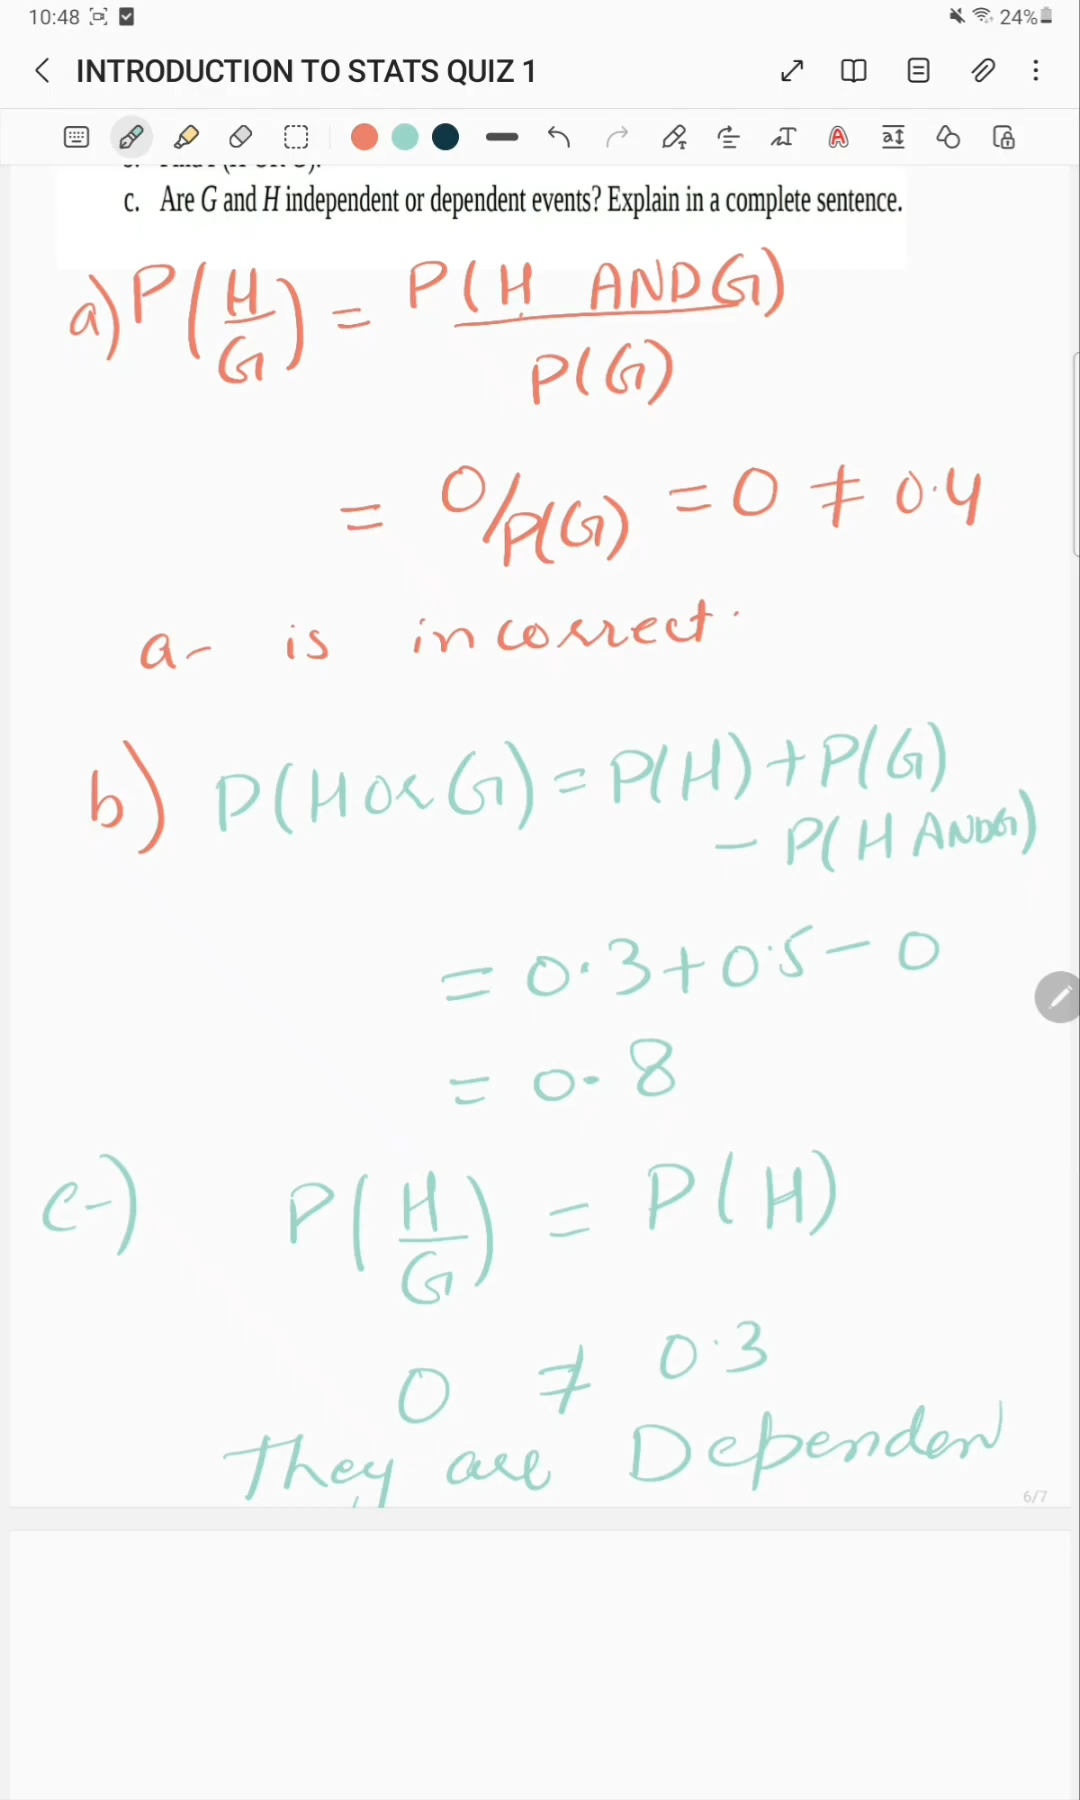 10:48 24%
INTRODUCTION TO STATS QUIZ 1
c. Are G and H independent or dependent events? Explain in a complete sentence.
a) P(H/G) = P(H AND G)
P(G)
= 0/P(G) = 0 ≠ 0.4
a- is incorrect.
b) P(H OR G) = P(H) + P(G)
- P(H AND G)
= 0.3 + 0.5 - 0
= 0.8
c-) P(H/G) = P(H)
0 ≠ 0.3
They are Dependent
6/7